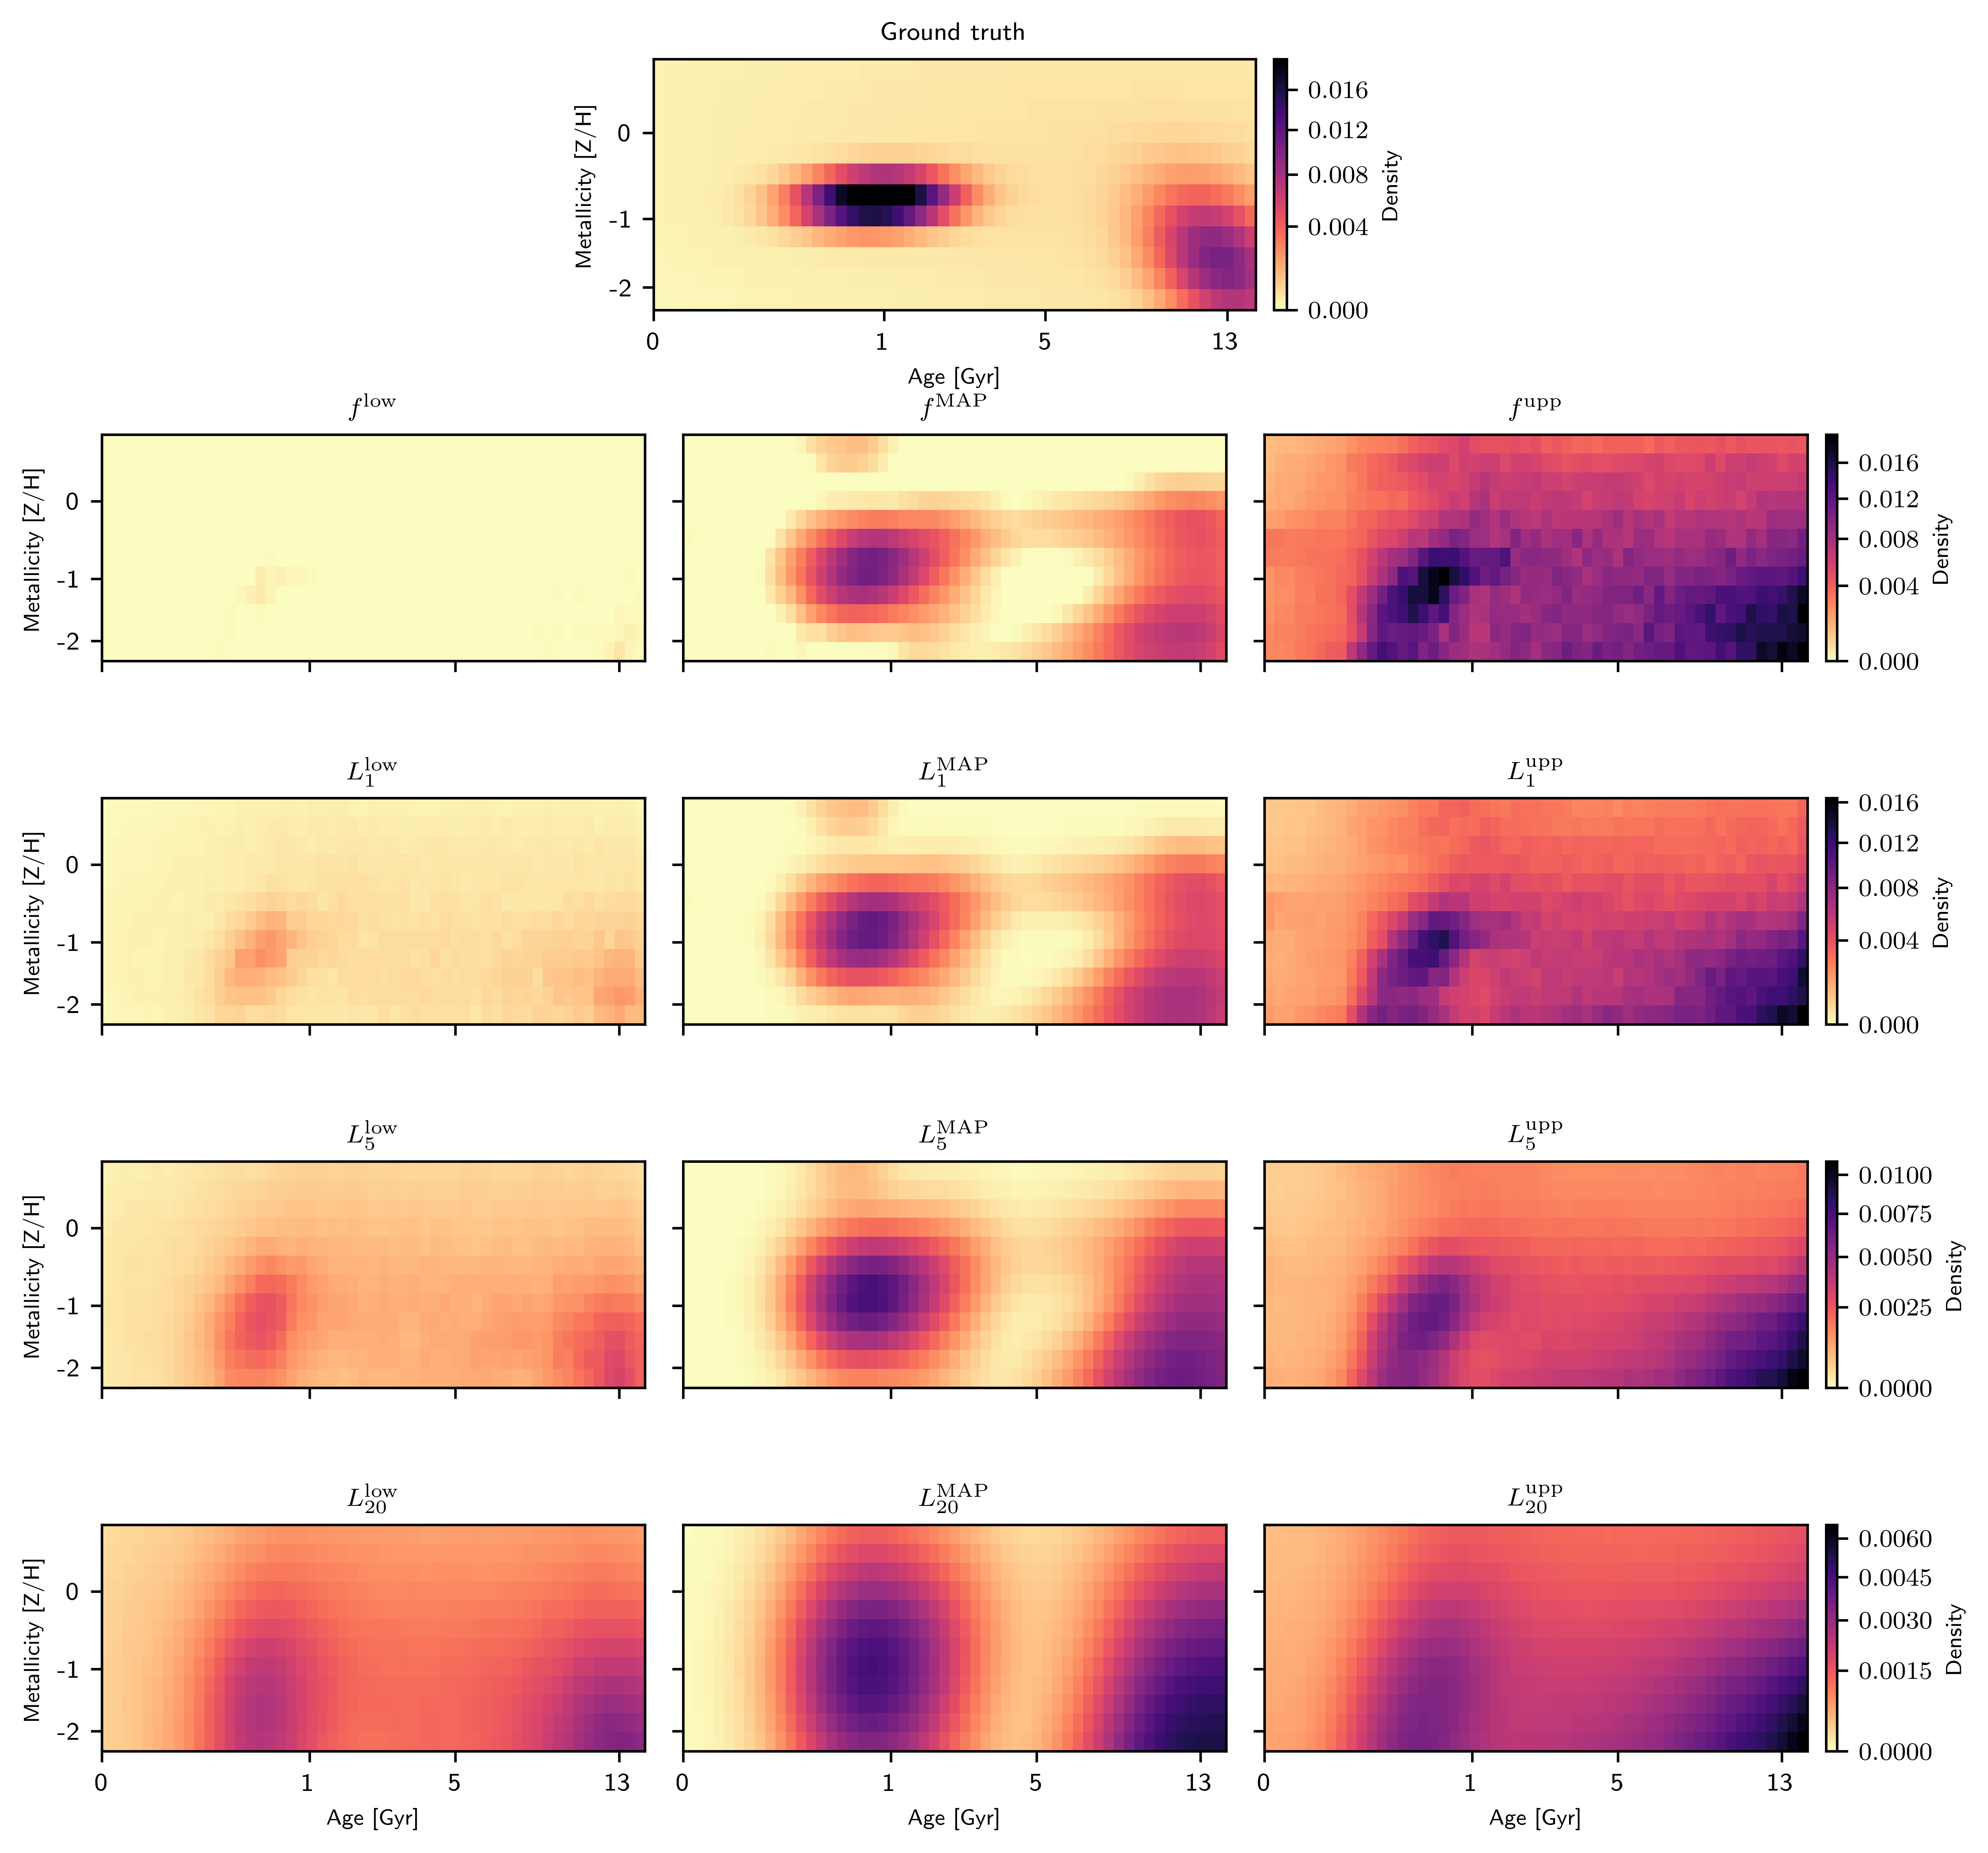 Ground truth
Metallicity [Z/H]
0
-1
-2
0 1 5 13
Age [Gyr]
0.016
0.012
0.008
0.004
0.000
Density
f^low f^MAP f^upp
Metallicity [Z/H]
0
-1
-2
0.016
0.012
0.008
0.004
0.000
Density
L_1^low L_1^MAP L_1^upp
Metallicity [Z/H]
0
-1
-2
0.016
0.012
0.008
0.004
0.000
Density
L_5^low L_5^MAP L_5^upp
Metallicity [Z/H]
0
-1
-2
0.0100
0.0075
0.0050
0.0025
0.0000
Density
L_20^low L_20^MAP L_20^upp
Metallicity [Z/H]
0
-1
-2
0.0060
0.0045
0.0030
0.0015
0.0000
Density
0 1 5 13 0 1 5 13 0 1 5 13
Age [Gyr] Age [Gyr] Age [Gyr]